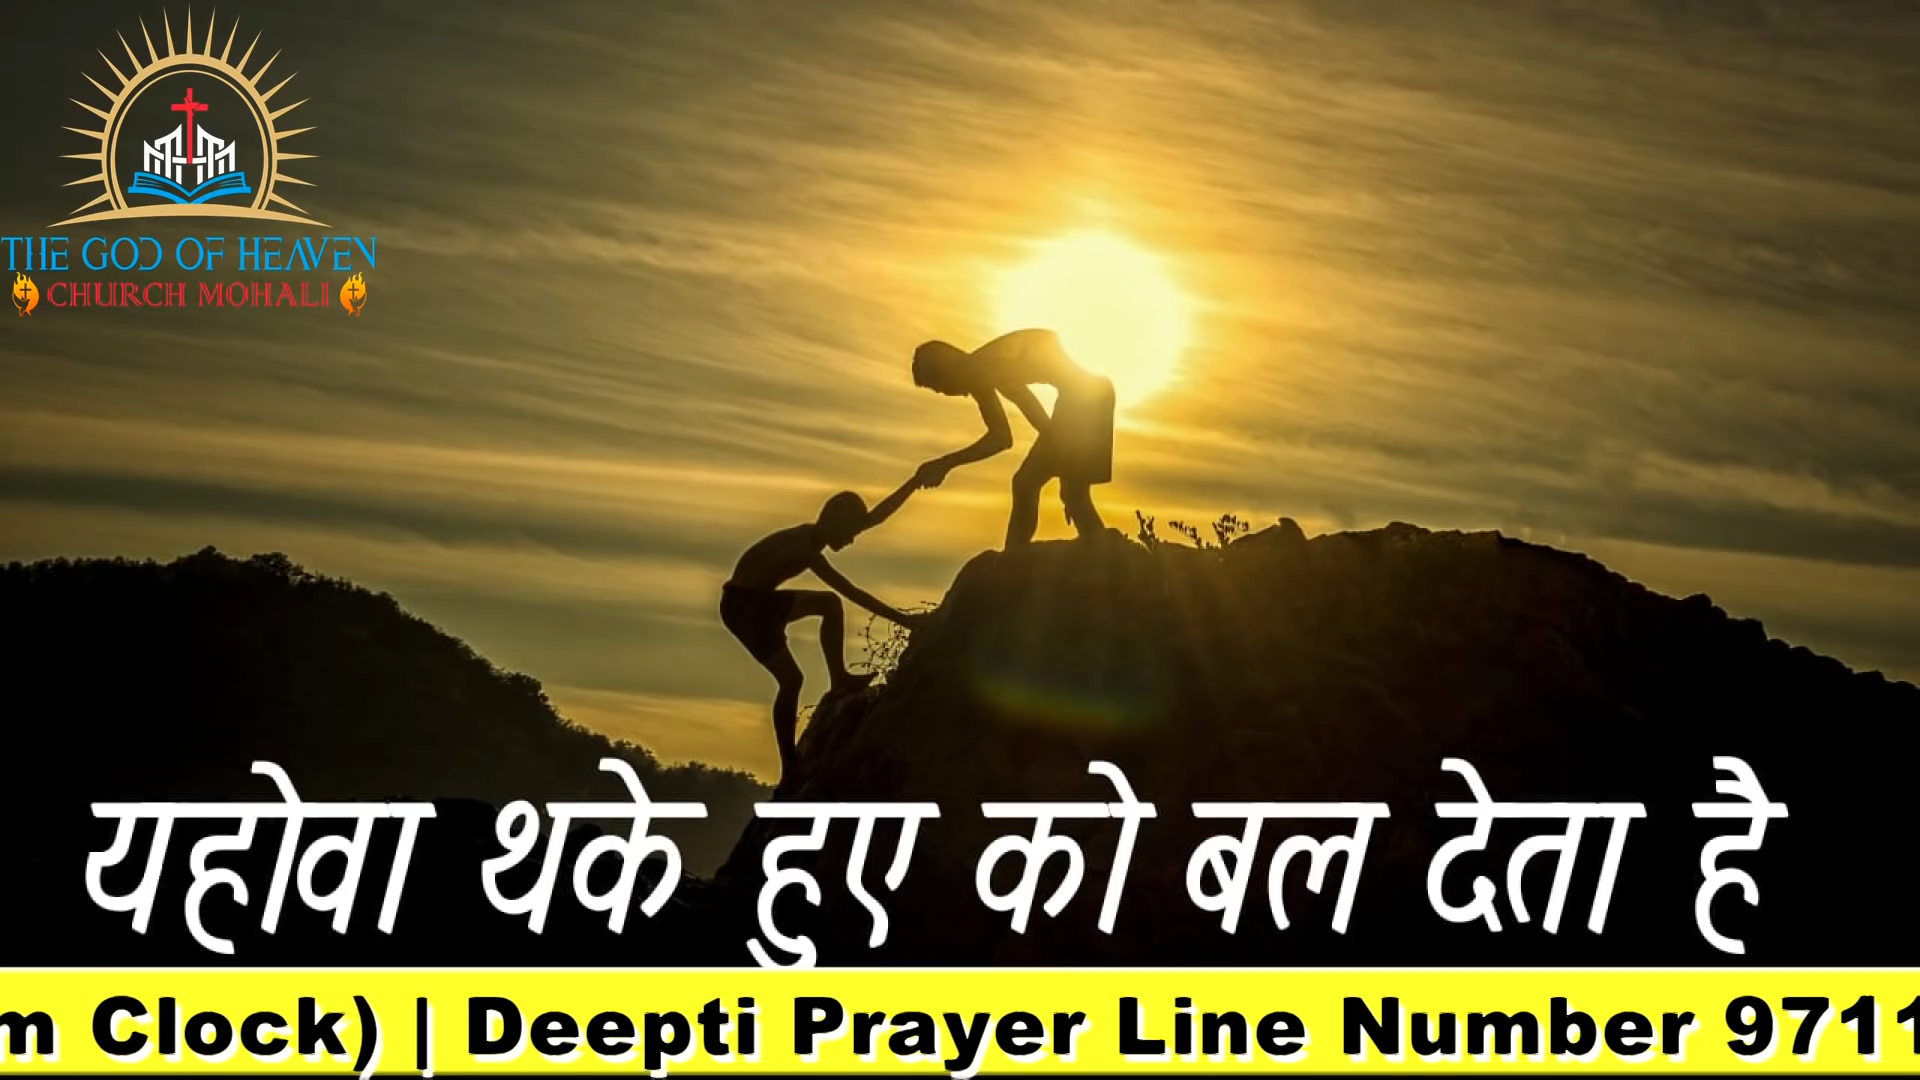 THE GOD OF HEAVEN
CHURCH MOHALI
यहोवा थके हुए को बल देता है
m Clock) | Deepti Prayer Line Number 9711